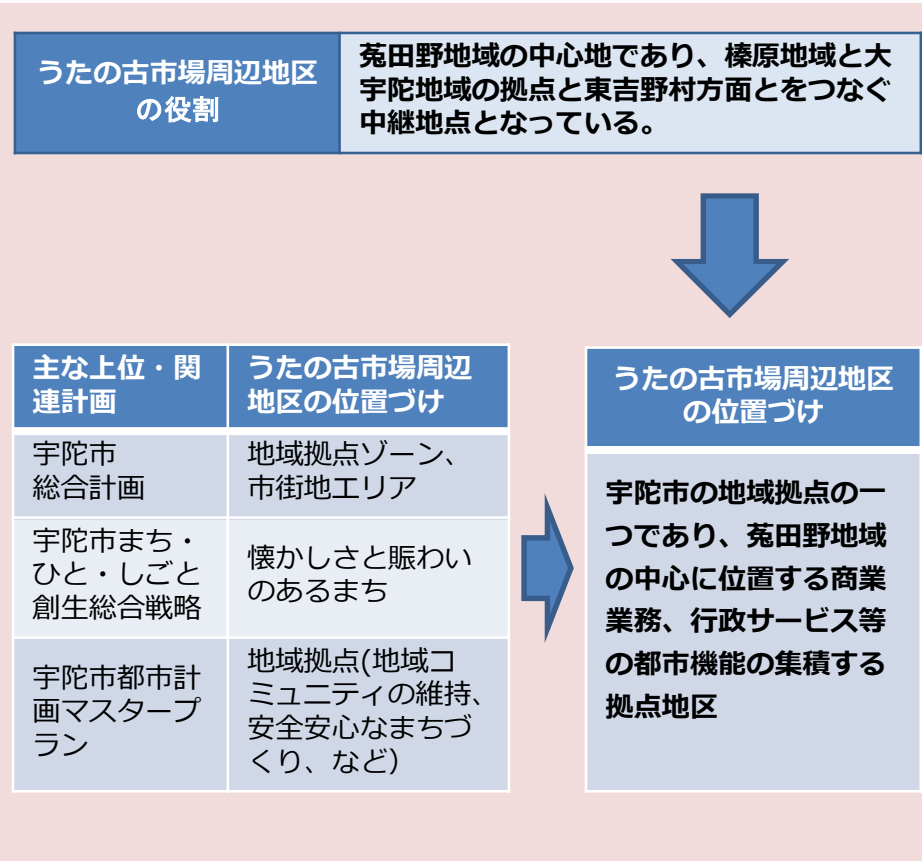 うたの古市場周辺地区
の役割
菟田野地域の中心地であり、榛原地域と大
宇陀地域の拠点と東吉野村方面とをつなぐ
中継地点となっている。
主な上位・関
連計画
うたの古市場周辺
地区の位置づけ
宇陀市
総合計画
地域拠点ゾーン、
市街地エリア
宇陀市まち・
ひと・しごと
創生総合戦略
懐かしさと賑わい
のあるまち
宇陀市都市計
画マスタープ
ラン
地域拠点(地域コ
ミュニティの維持、
安全安心なまちづ
くり、など)
うたの古市場周辺地区
の位置づけ
宇陀市の地域拠点の一
つであり、菟田野地域
の中心に位置する商業
業務、行政サービス等
の都市機能の集積する
拠点地区